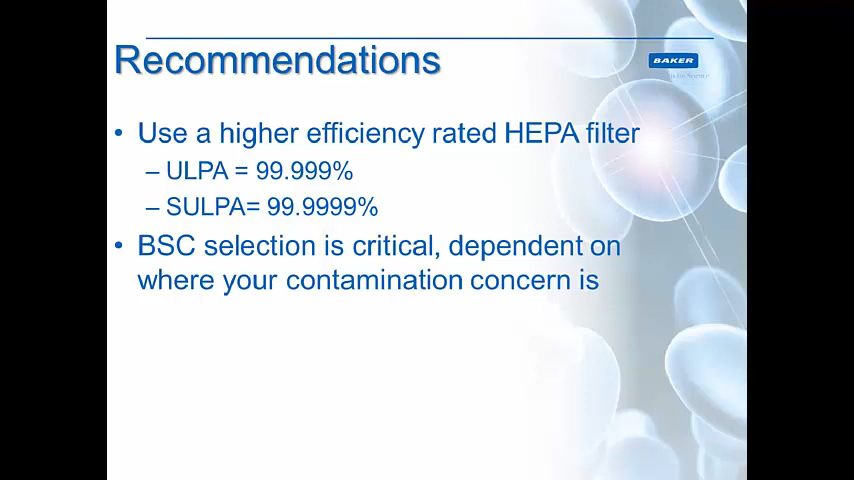 Recommendations
BAKER
• Use a higher efficiency rated HEPA filter
– ULPA = 99.999%
– SULPA= 99.9999%
• BSC selection is critical, dependent on
where your contamination concern is